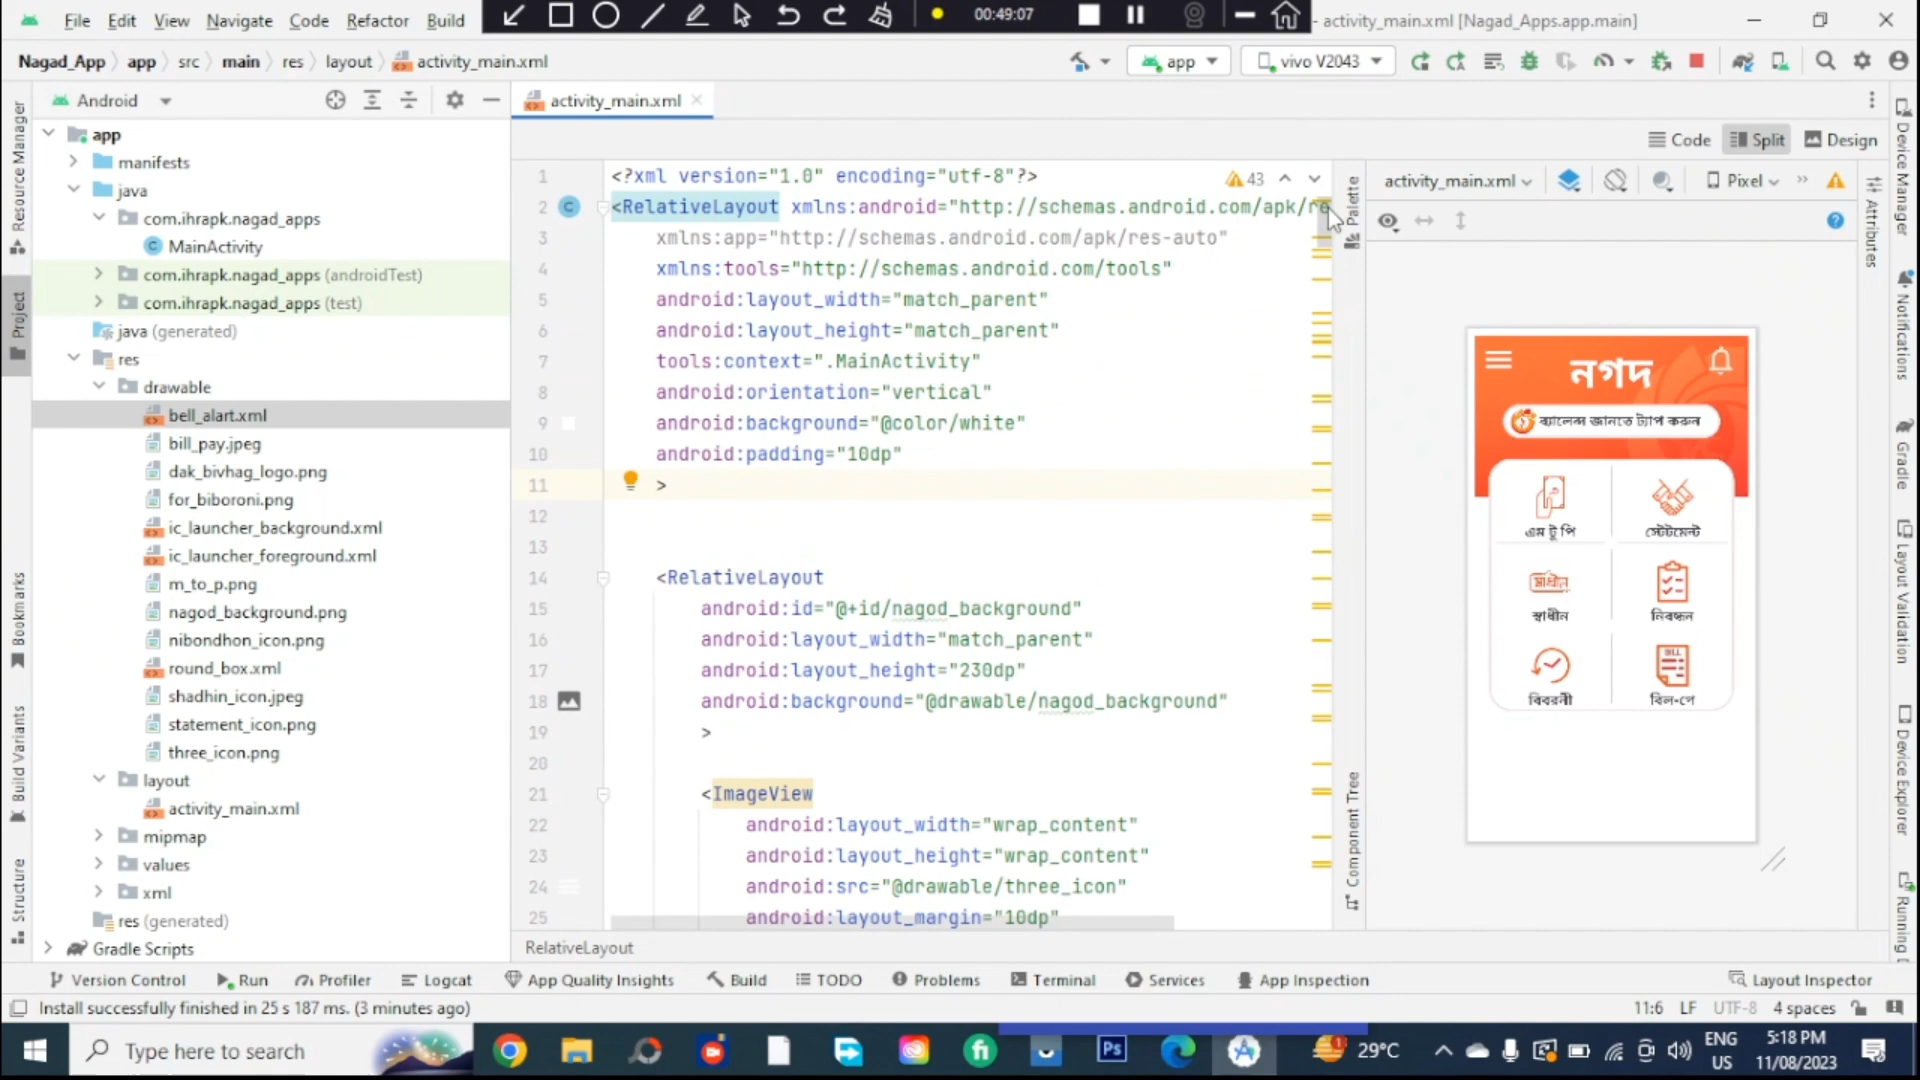 File Edit View Navigate Code Refactor Build 00:49:07 - activity_main.xml [Nagad_Apps.app.main]
Nagad_App app src main res layout activity_main.xml app vivo V2043
Android activity_main.xml
Code Split Design
app
manifests
java
com.ihrapk.nagad_apps
MainActivity
com.ihrapk.nagad_apps (androidTest)
com.ihrapk.nagad_apps (test)
java (generated)
res
drawable
bell_alart.xml
bill_pay.jpeg
dak_bivhag_logo.png
for_biboroni.png
ic_launcher_background.xml
ic_launcher_foreground.xml
m_to_p.png
nagod_background.png
nibondhon_icon.png
round_box.xml
shadhin_icon.jpeg
statement_icon.png
three_icon.png
layout
activity_main.xml
mipmap
values
xml
res (generated)
Gradle Scripts
1 <?xml version="1.0" encoding="utf-8"?>
2 <RelativeLayout xmlns:android="http://schemas.android.com/apk/re
3 xmlns:app="http://schemas.android.com/apk/res-auto"
4 xmlns:tools="http://schemas.android.com/tools"
5 android:layout_width="match_parent"
6 android:layout_height="match_parent"
7 tools:context=".MainActivity"
8 android:orientation="vertical"
9 android:background="@color/white"
10 android:padding="10dp"
11 >
12
13
14 <RelativeLayout
15 android:id="@+id/nagod_background"
16 android:layout_width="match_parent"
17 android:layout_height="230dp"
18 android:background="@drawable/nagod_background"
19 >
20
21 <ImageView
22 android:layout_width="wrap_content"
23 android:layout_height="wrap_content"
24 android:src="@drawable/three_icon"
25 android:layout_margin="10dp"
43
RelativeLayout
activity_main.xml Pixel
নগদ
ব্যালেন্স জানতে ট্যাপ করুন
এম টু পি স্টেটমেন্ট
স্বাধীন
স্বাধীন নিবন্ধন
BILL
বিবরনী বিল-পে
Resource Manager
Project
Bookmarks
Build Variants
Structure
Palette
Component Tree
Attributes
Device Manager
Notifications
Gradle
Layout Validation
Device Explorer
Running D
Version Control Run Profiler Logcat App Quality Insights Build TODO Problems Terminal Services App Inspection Layout Inspector
Install successfully finished in 25 s 187 ms. (3 minutes ago) 11:6 LF UTF-8 4 spaces
Type here to search Ps 1 29°C ENG US 5:18 PM 11/08/2023